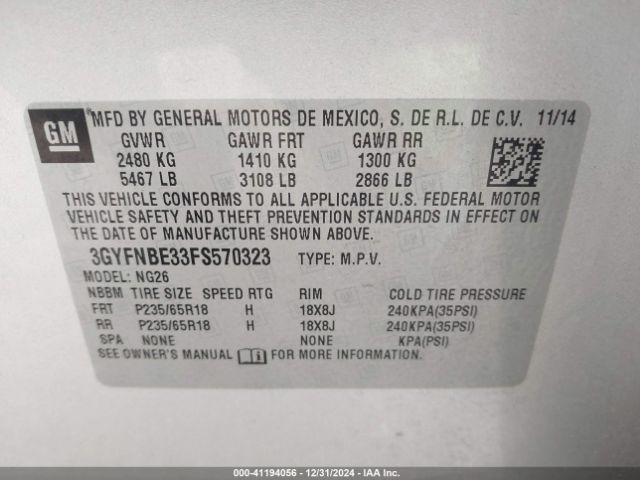 GM
MFD BY GENERAL MOTORS DE MEXICO, S. DE R.L. DE C.V. 11/14
GVWR GAWR FRT GAWR RR
2480 KG 1410 KG 1300 KG
5467 LB 3108 LB 2866 LB
THIS VEHICLE CONFORMS TO ALL APPLICABLE U.S. FEDERAL MOTOR
VEHICLE SAFETY AND THEFT PREVENTION STANDARDS IN EFFECT ON
THE DATE OF MANUFACTURE SHOWN ABOVE.
3GYFNBE33FS570323 TYPE: M.P.V.
MODEL: NG26
NBBM TIRE SIZE SPEED RTG RIM COLD TIRE PRESSURE
FRT P235/65R18 H 18X8J 240KPA(35PSI)
RR P235/65R18 H 18X8J 240KPA(35PSI)
SPA NONE NONE KPA(PSI)
SEE OWNER'S MANUAL i FOR MORE INFORMATION.
000-41194056 - 12/31/2024 - IAA Inc.